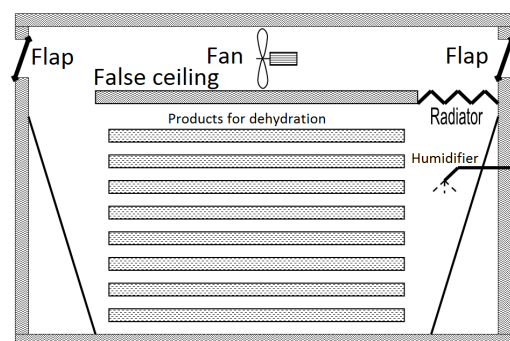 Flap
Fan
Flap
False ceiling
Radiator
Products for dehydration
Humidifier